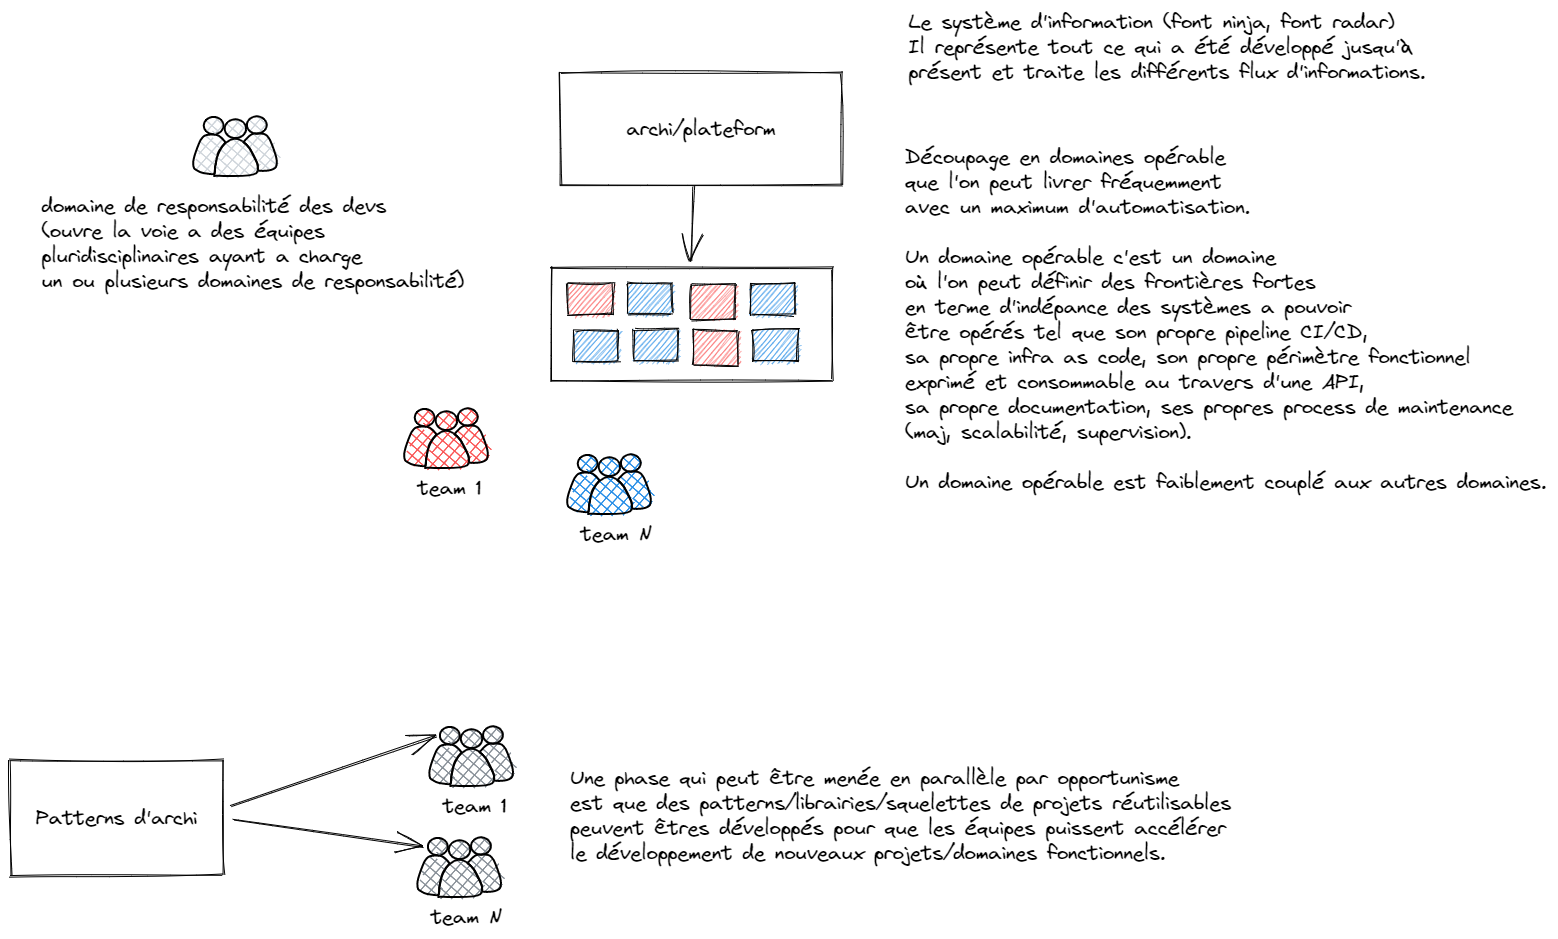 Le système d'information (font ninja, font radar)
Il représente tout ce qui a été développé jusqu'à
présent et traite les différents flux d'informations.
archi/plateform
Découpage en domaines opérable
que l'on peut livrer fréquemment
avec un maximum d'automatisation.
domaine de responsabilité des devs
(ouvre la voie a des équipes
pluridisciplinaires ayant a charge
un ou plusieurs domaines de responsabilité)
Un domaine opérable c'est un domaine
où l'on peut définir des frontières fortes
en terme d'indépance des systèmes a pouvoir
être opérés tel que son propre pipeline CI/CD,
sa propre infra as code, son propre périmètre fonctionnel
exprimé et consommable au travers d'une API,
sa propre documentation, ses propres process de maintenance
(maj, scalabilité, supervision).
Un domaine opérable est faiblement couplé aux autres domaines.
team 1
team N
Patterns d'archi
team 1
team N
Une phase qui peut être menée en parallèle par opportunisme
est que des patterns/librairies/squelettes de projets réutilisables
peuvent êtres développés pour que les équipes puissent accélérer
le développement de nouveaux projets/domaines fonctionnels.